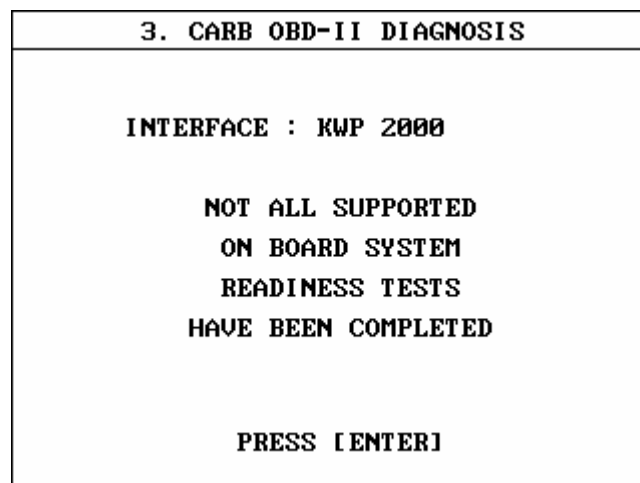 3. CARB OBD-II DIAGNOSIS
INTERFACE : KWP 2000
NOT ALL SUPPORTED
ON BOARD SYSTEM
READINESS TESTS
HAVE BEEN COMPLETED
PRESS [ENTER]